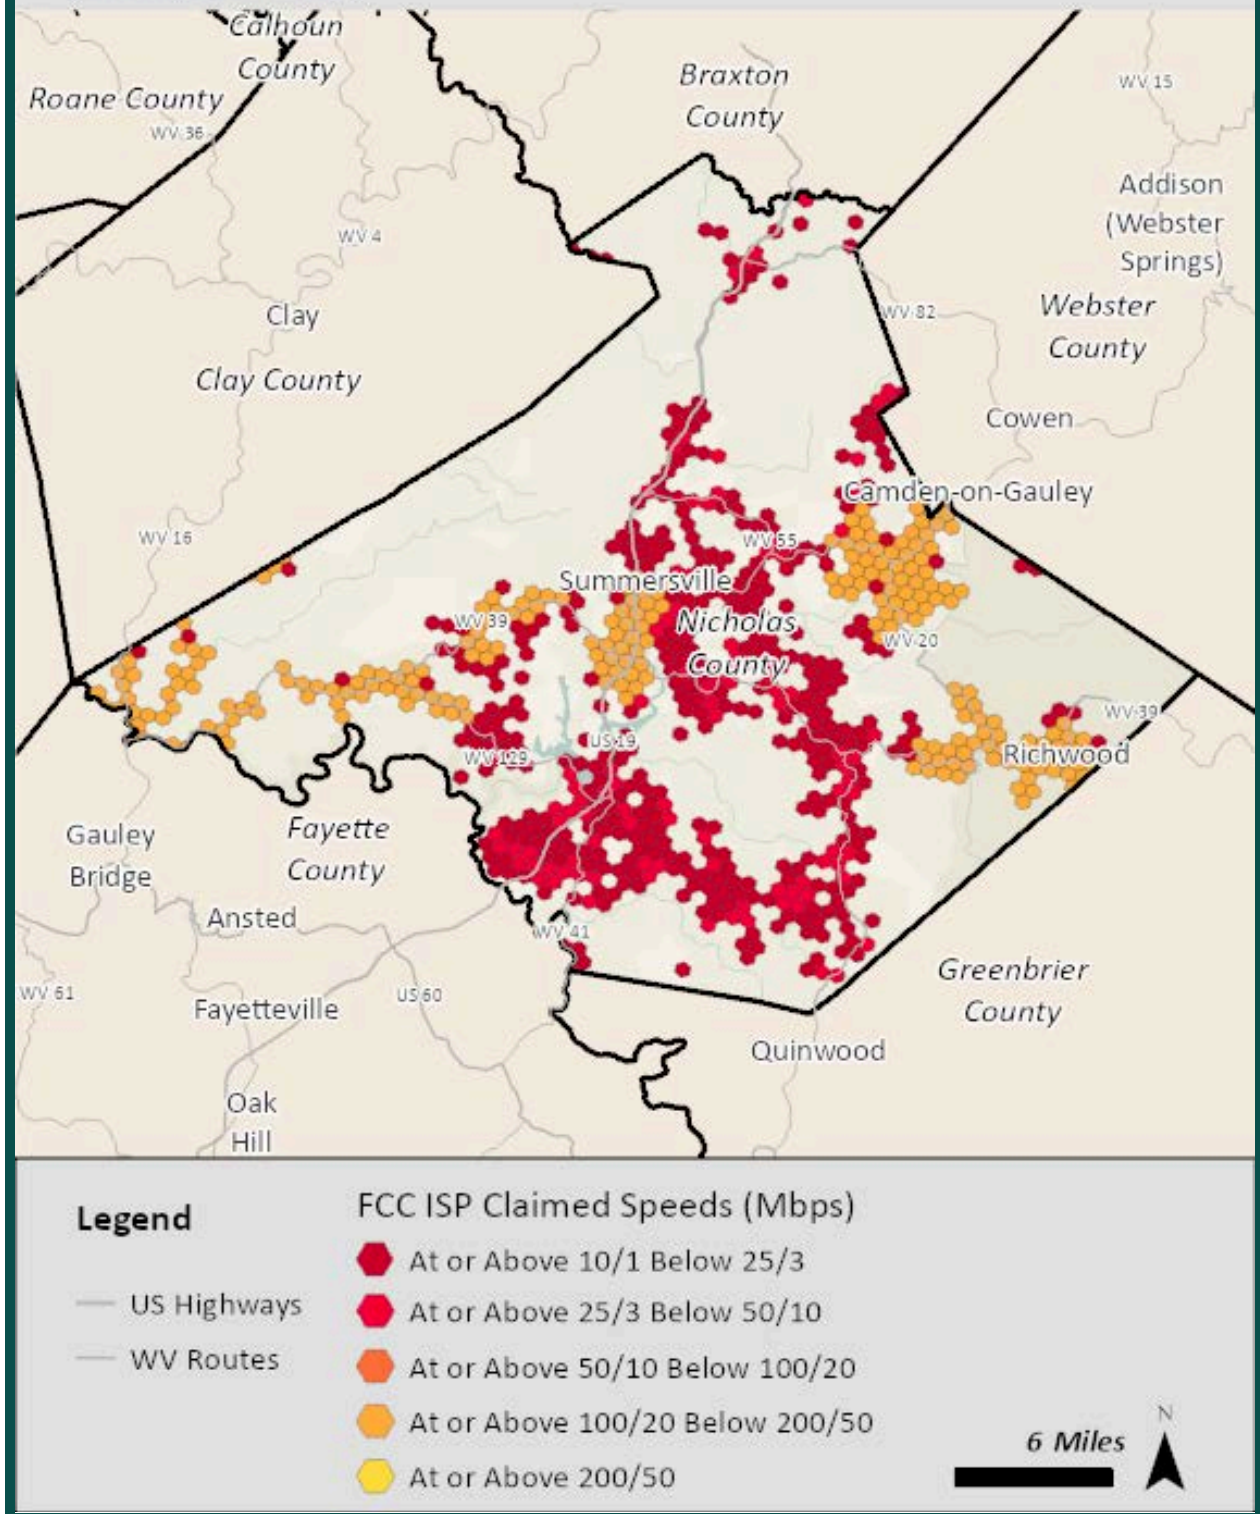 Calhoun
County
Braxton
County
WV 15
Roane County
WV 36
Addison
(Webster
Springs)
WV 4
Webster
County
WV 82
Clay
Clay County
Cowen
Camden-on-Gauley
WV 16
WV 55
Summersville
WV 39
Nicholas
County
WV 20
WV 39
US 19
Richwood
WV 129
Gauley
Bridge
Fayette
County
Ansted
WV 41
Greenbrier
County
WV 61
US 60
Fayetteville
Quinwood
Oak
Hill
Legend
US Highways
WV Routes
FCC ISP Claimed Speeds (Mbps)
At or Above 10/1 Below 25/3
At or Above 25/3 Below 50/10
At or Above 50/10 Below 100/20
At or Above 100/20 Below 200/50
At or Above 200/50
6 Miles
N